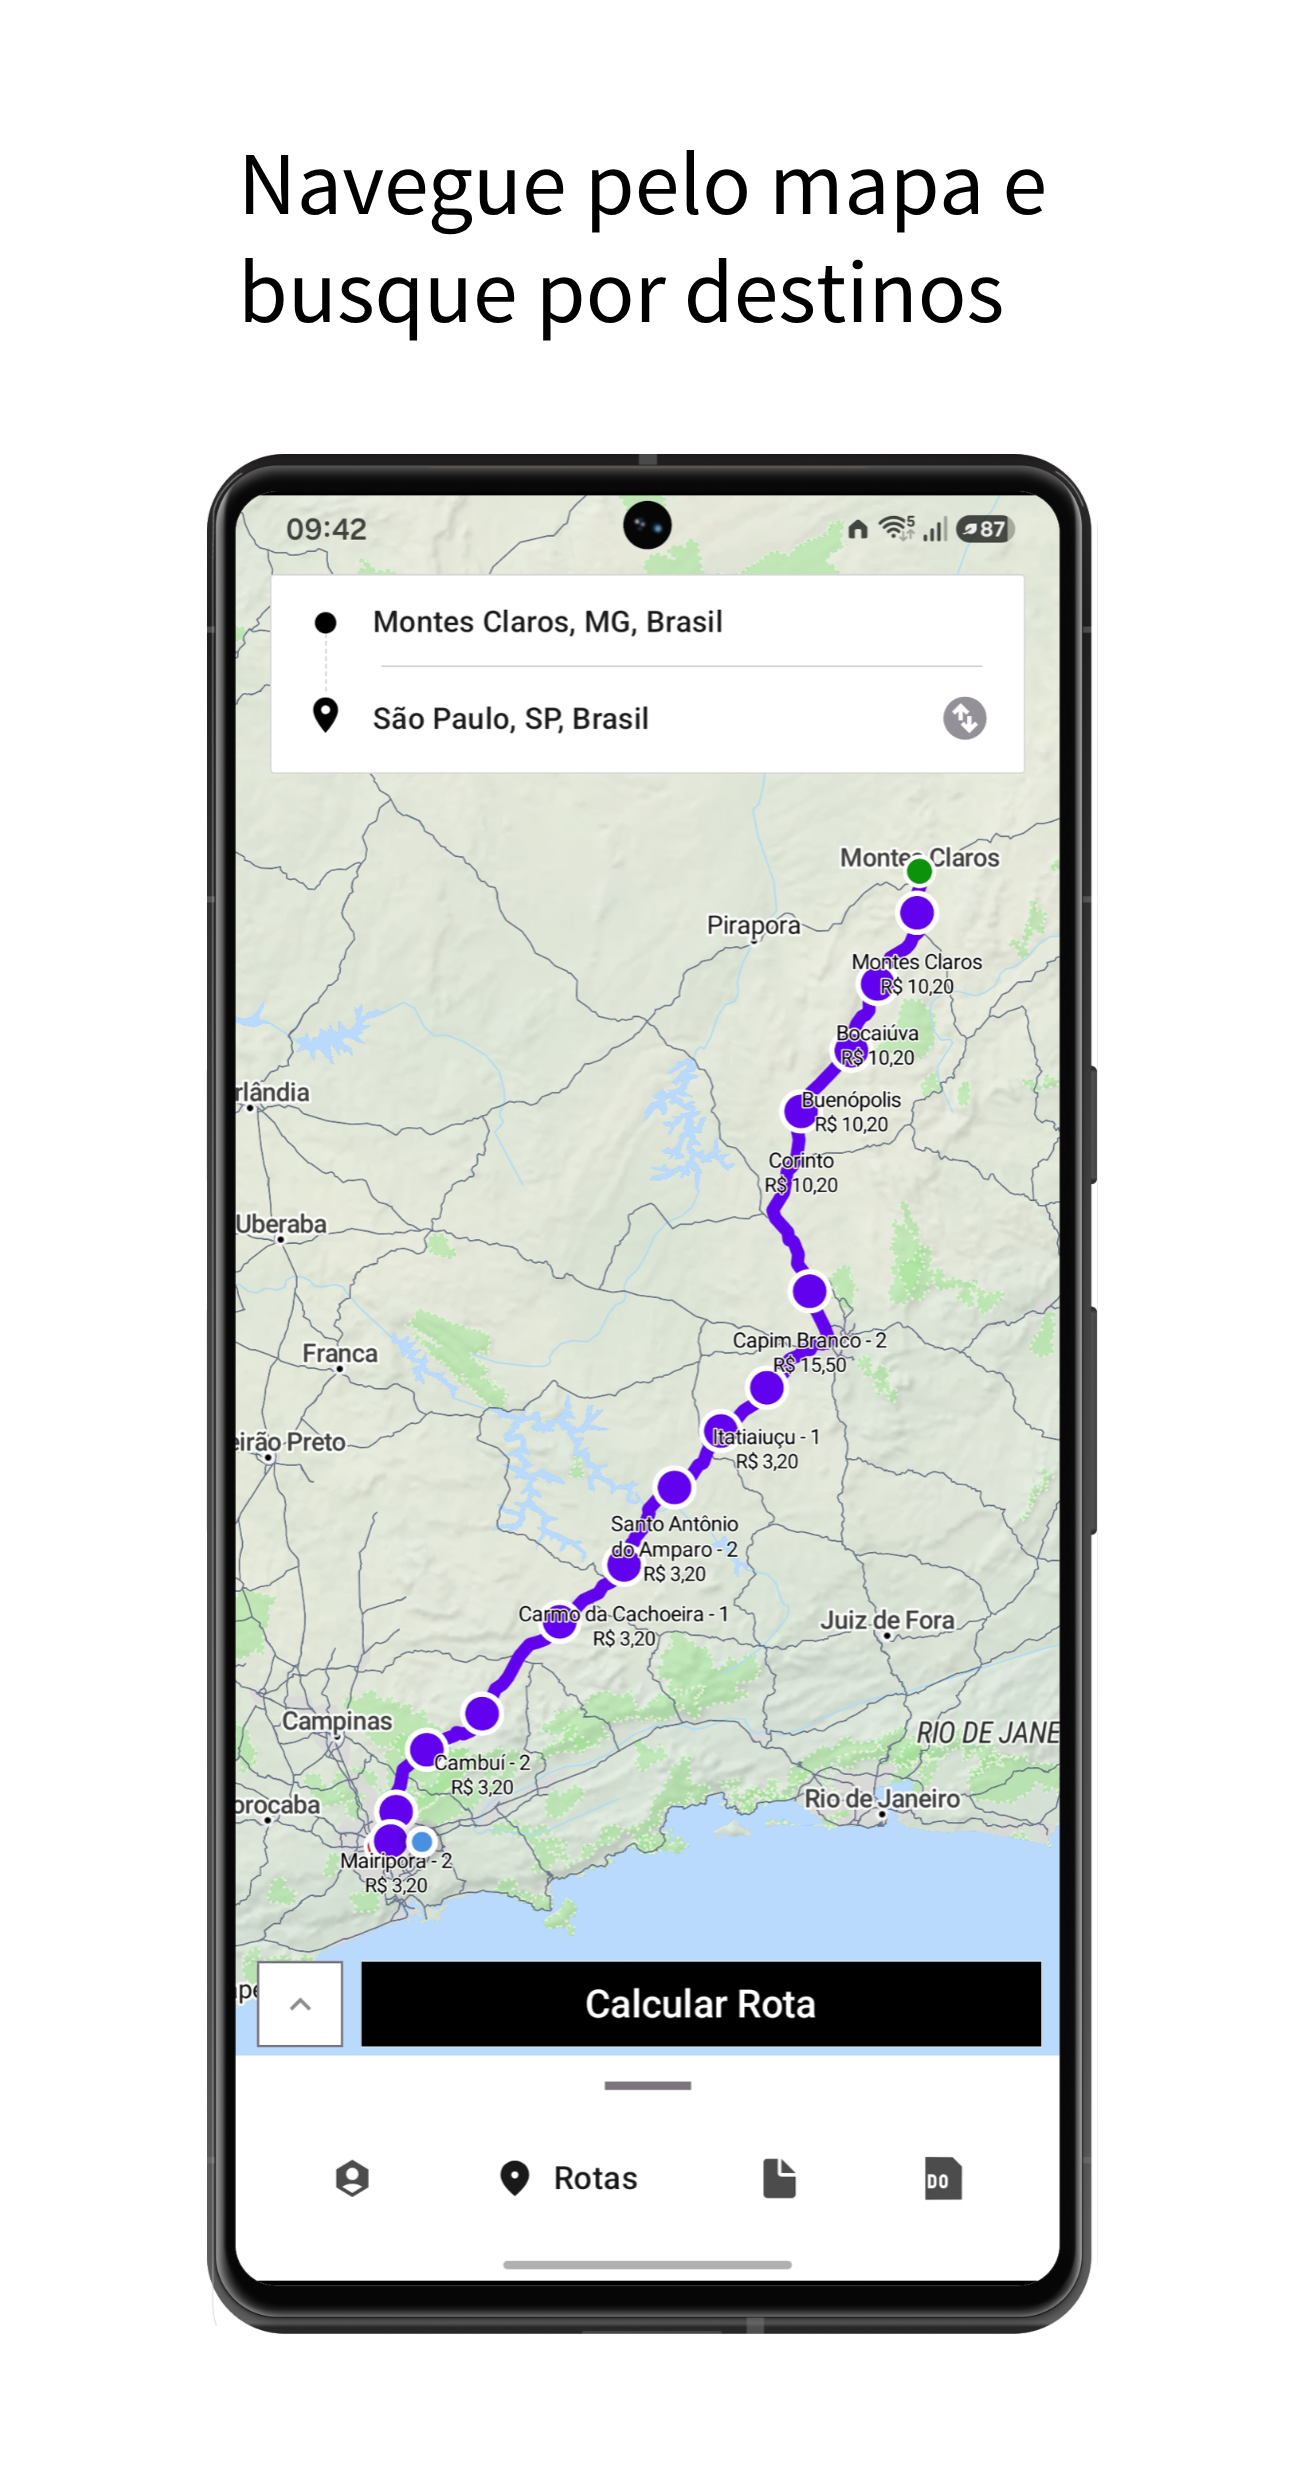 Navegue pelo mapa e
busque por destinos
09:42
5
87
Montes Claros, MG, Brasil
São Paulo, SP, Brasil
Montes Claros
Pirapora
Montes Claros
R$ 10,20
Bocaiúva
R$ 10,20
rlândia
Buenópolis
R$ 10,20
Corinto
R$ 10,20
Uberaba
Capim Branco - 2
R$ 15,50
Franca
eirão Preto
Itatiaiuçu - 1
R$ 3,20
Santo Antônio
do Amparo - 2
R$ 3,20
Carmo da Cachoeira - 1
R$ 3,20
Juiz de Fora
Campinas
RIO DE JANE
Cambuí - 2
R$ 3,20
orocaba
Rio de Janeiro
Mairiporã - 2
R$ 3,20
ape
Calcular Rota
Rotas
DO